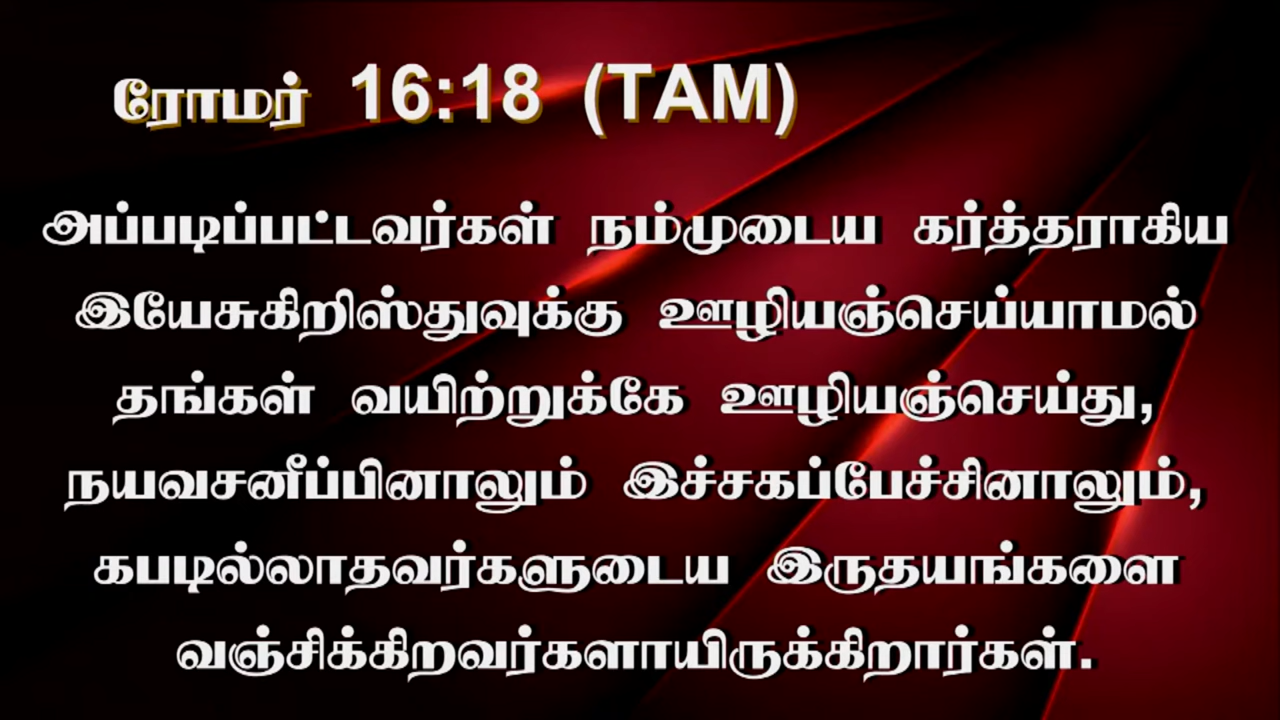 ரோமர் 16:18 (TAM)
அப்படிப்பட்டவர்கள் நம்முடைய கர்த்தராகிய
இயேசுகிறிஸ்துவுக்கு ஊழியஞ்செய்யாமல்
தங்கள் வயிற்றுக்கே ஊழியஞ்செய்து,
நயவசனீப்பினாலும் இச்சகப்பேச்சினாலும்,
கபடில்லாதவர்களுடைய இருதயங்களை
வஞ்சிக்கிறவர்களாயிருக்கிறார்கள்.